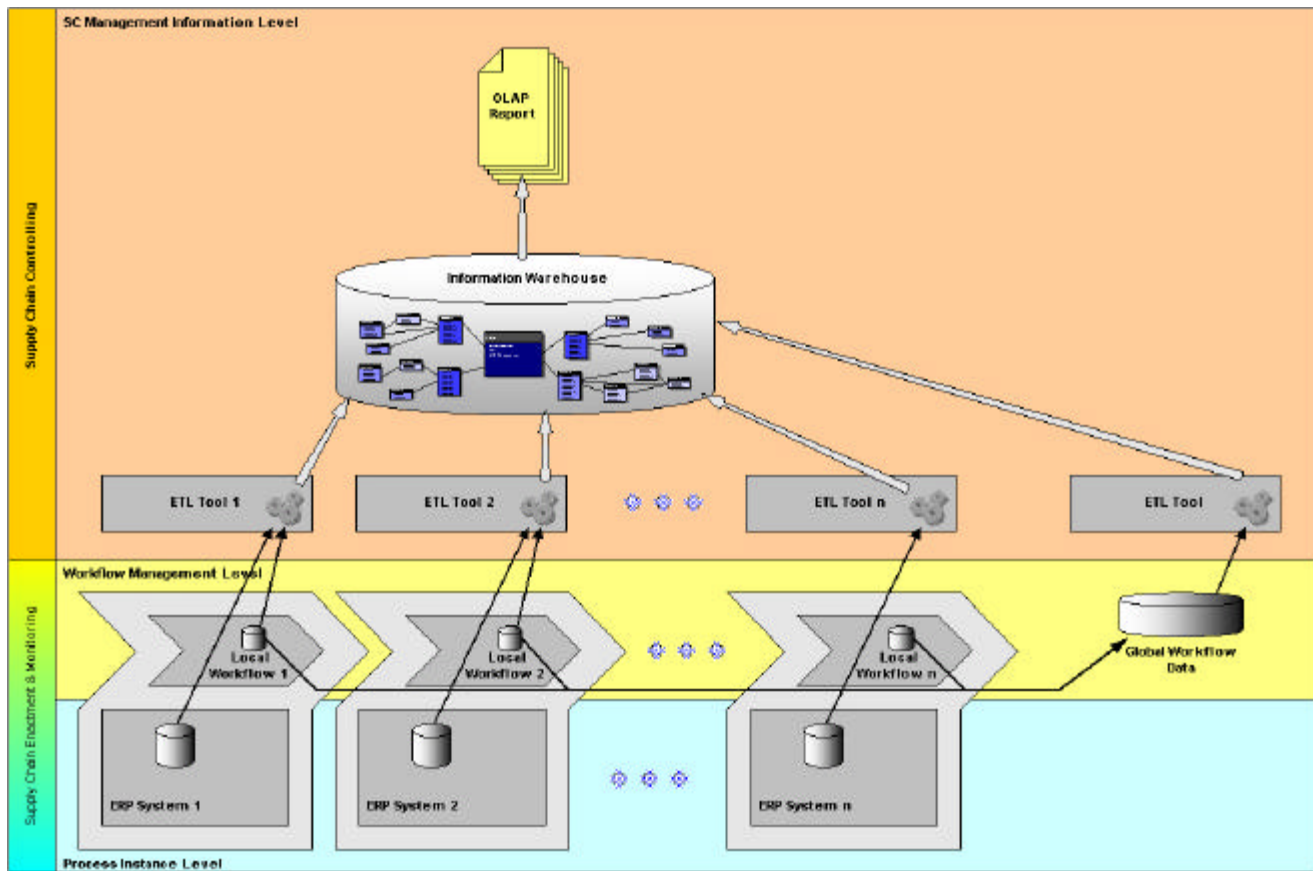 SC Management Information Level
OLAP
Report
Supply Chain Controlling
Information Warehouse
ETL Tool 1
ETL Tool 2
ETL Tool n
ETL Tool
Workflow Management Level
Supply Chain Enactment & Monitoring
Local
Workflow 1
Local
Workflow 2
Local
Workflow n
Global Workflow
Data
ERP System 1
ERP System 2
ERP System n
Process Instance Level